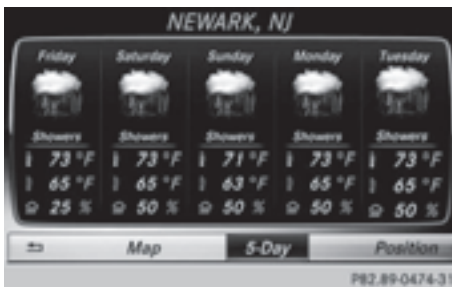 NEWARK, NJ
Friday Saturday Sunday Monday Tuesday
Showers Showers Showers Showers Showers
73 °F 73 °F 71 °F 73 °F 73 °F
65 °F 65 °F 63 °F 65 °F 65 °F
25 % 50 % 50 % 50 % 50 %
Map 5-Day Position
P82.89-0474-31